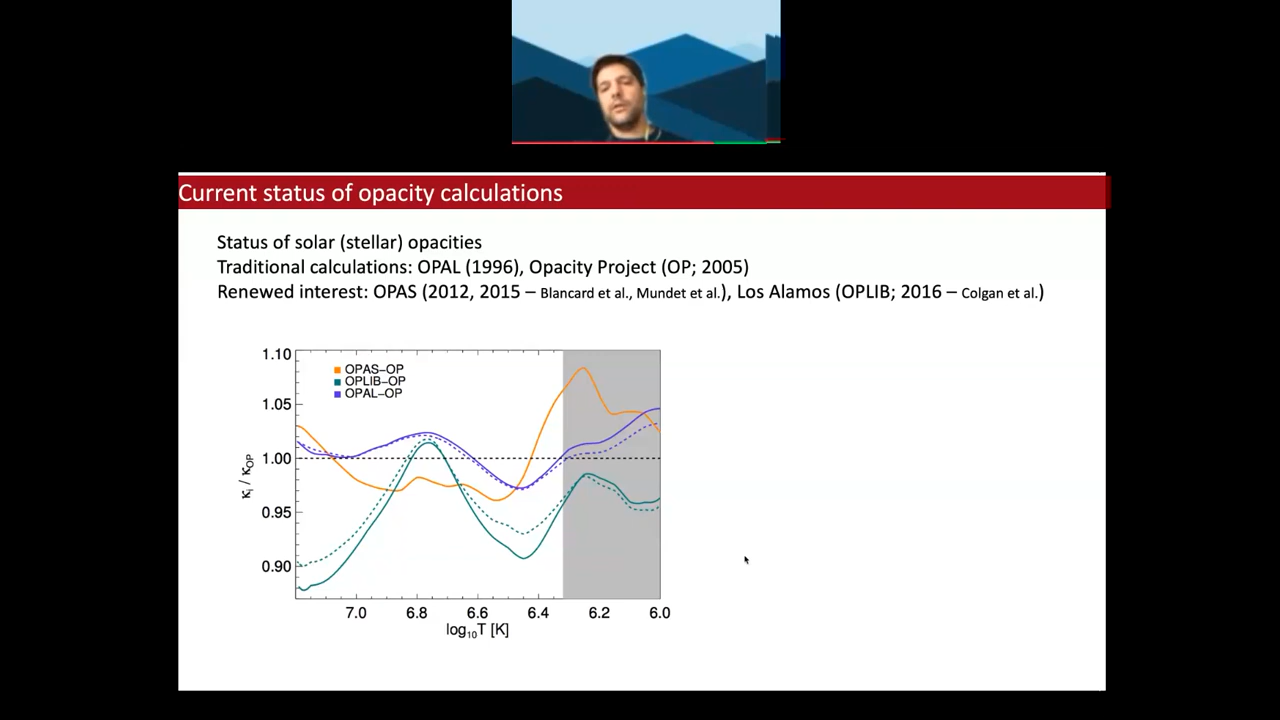 Current status of opacity calculations
Status of solar (stellar) opacities
Traditional calculations: OPAL (1996), Opacity Project (OP; 2005)
Renewed interest: OPAS (2012, 2015 – Blancard et al., Mundet et al.), Los Alamos (OPLIB; 2016 – Colgan et al.)
1.10
OPAS–OP
OPLIB–OP
OPAL–OP
1.05
1.00
0.95
0.90
κi / κOP
7.0 6.8 6.6 6.4 6.2 6.0
log10T [K]